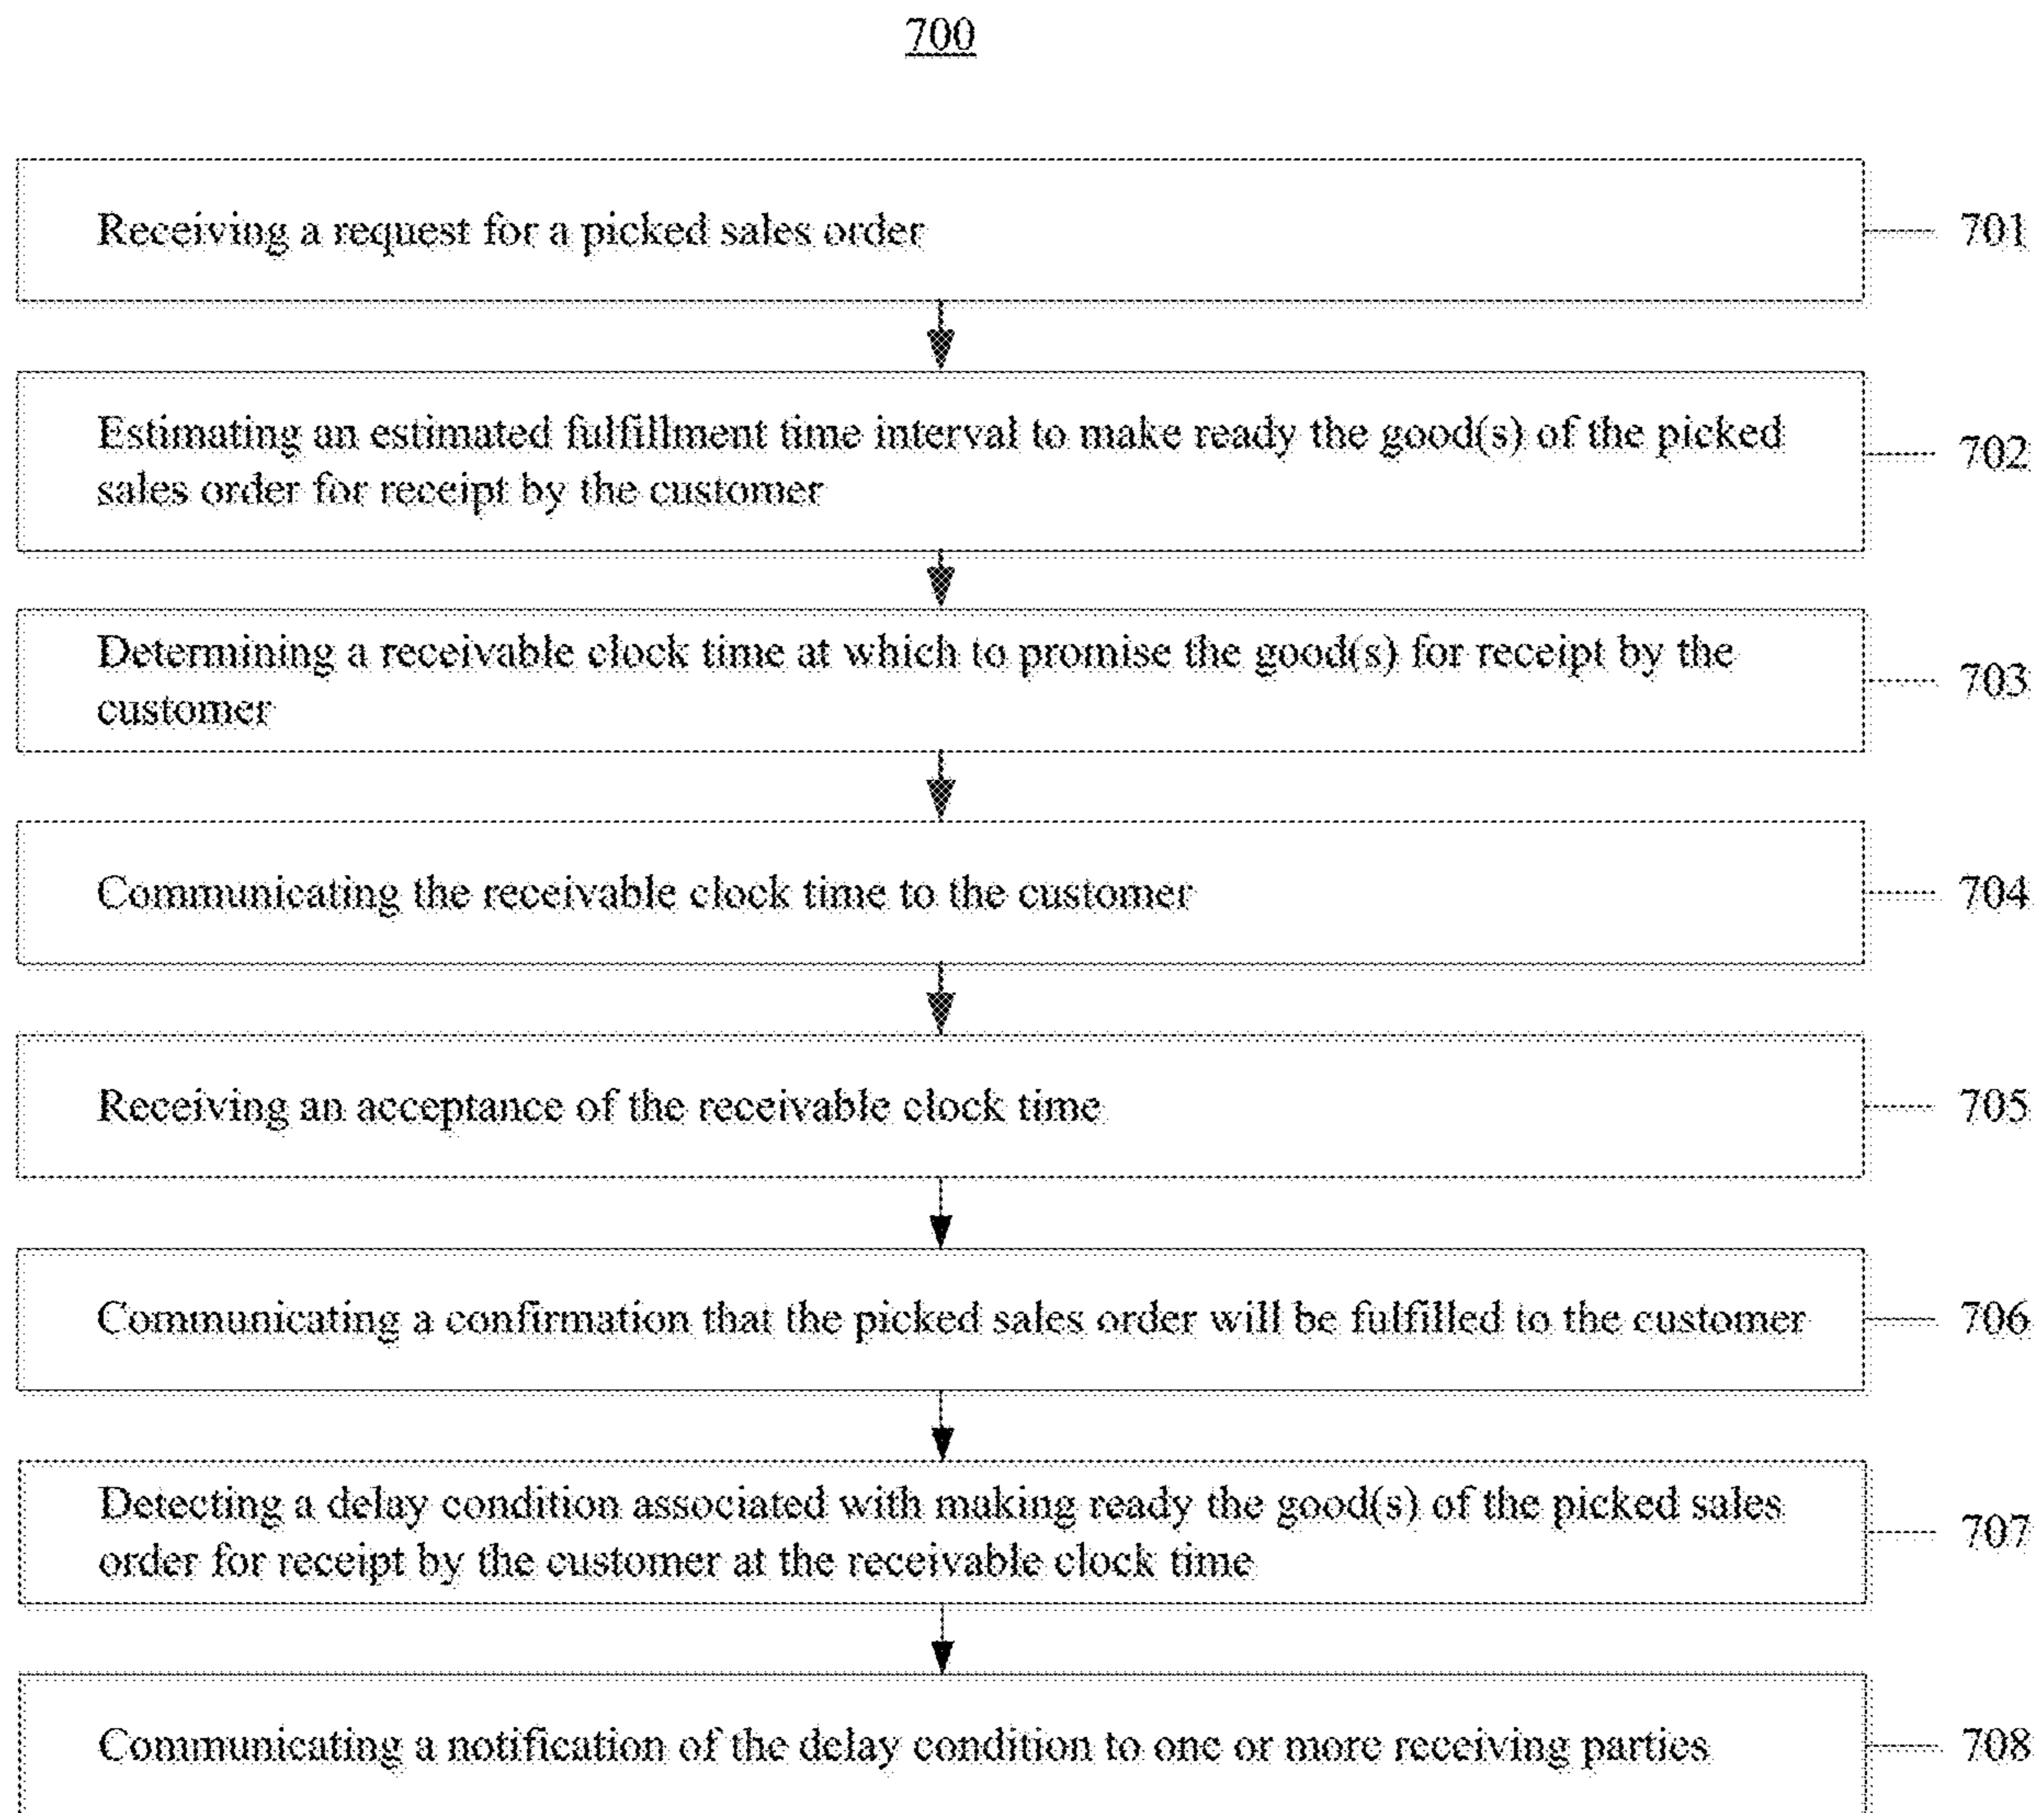 700
Receiving a request for a picked sales order
701
Estimating an estimated fulfillment time interval to make ready the good(s) of the picked
sales order for receipt by the customer
702
Determining a receivable clock time at which to promise the good(s) for receipt by the
customer
703
Communicating the receivable clock time to the customer
704
Receiving an acceptance of the receivable clock time
705
Communicating a confirmation that the picked sales order will be fulfilled to the customer
706
Detecting a delay condition associated with making ready the good(s) of the picked sales
order for receipt by the customer at the receivable clock time
707
Communicating a notification of the delay condition to one or more receiving parties
708